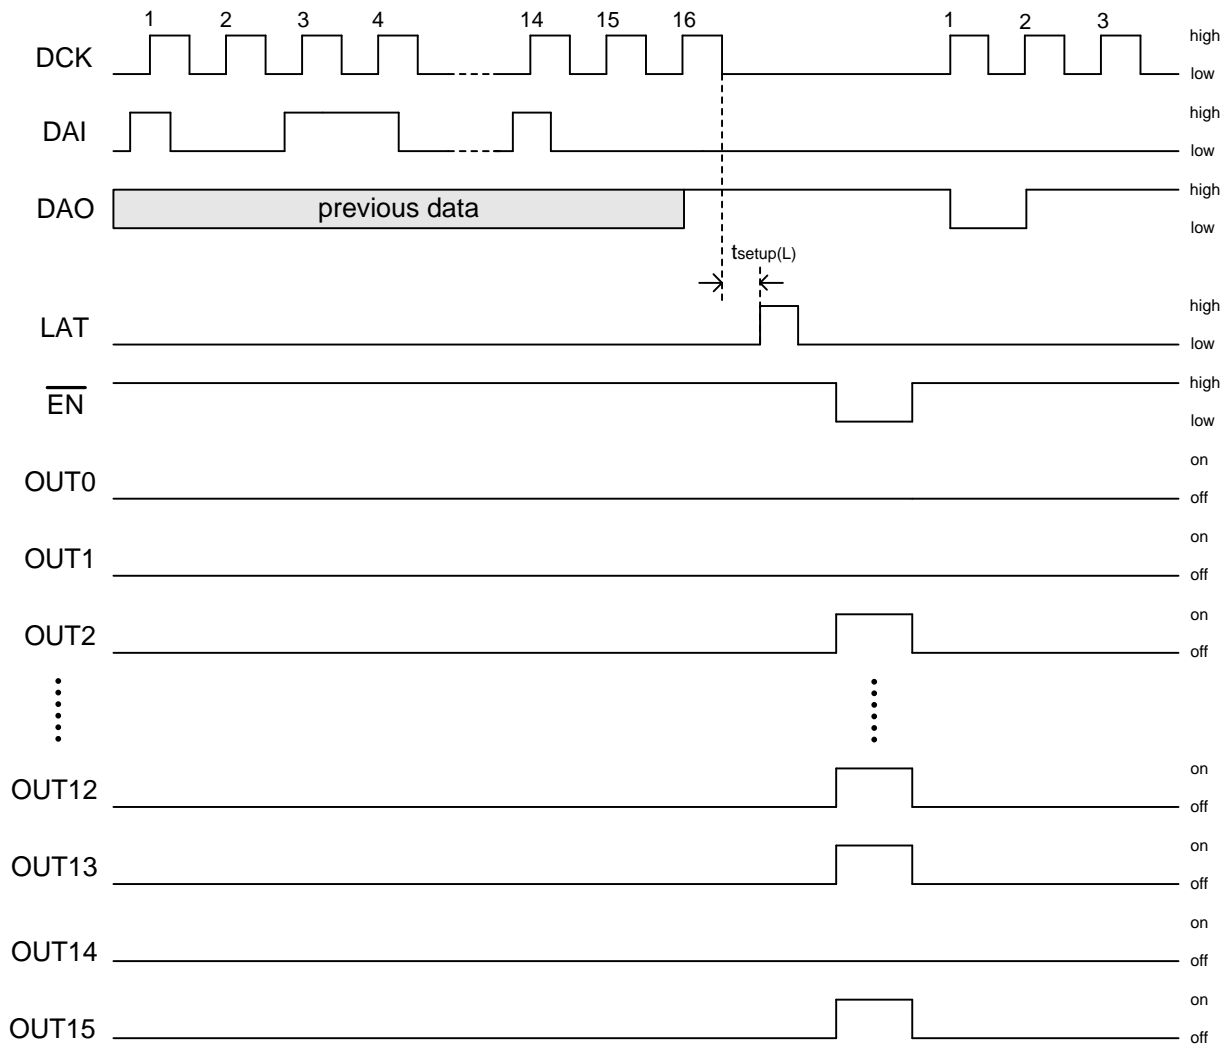 1 2 3 4 14 15 16 1 2 3
DCK high
low
DAI high
low
DAO previous data high
low
tsetup(L)
LAT high
low
EN high
low
OUT0 on
off
OUT1 on
off
OUT2 on
off
OUT12 on
off
OUT13 on
off
OUT14 on
off
OUT15 on
off